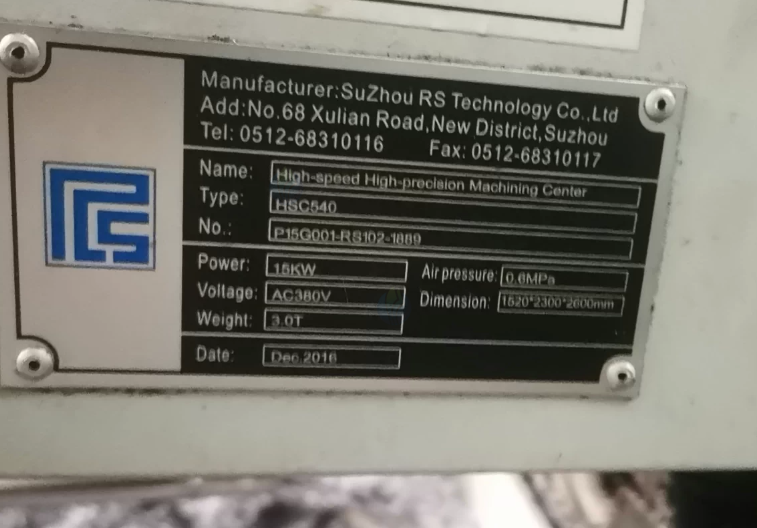 Manufacturer:SuZhou RS Technology Co.,Ltd
Add:No.68 Xulian Road,New District,Suzhou
Tel: 0512-68310116 Fax: 0512-68310117
Name: High-speed High-precision Machining Center
Type: HSC540
No.: P15G001-RS102-1889
Power: 15KW Air pressure: 0.6MPa
Voltage: AC380V Dimension: 1520*2300*2600mm
Weight: 3.0T
Date: Dec.2016